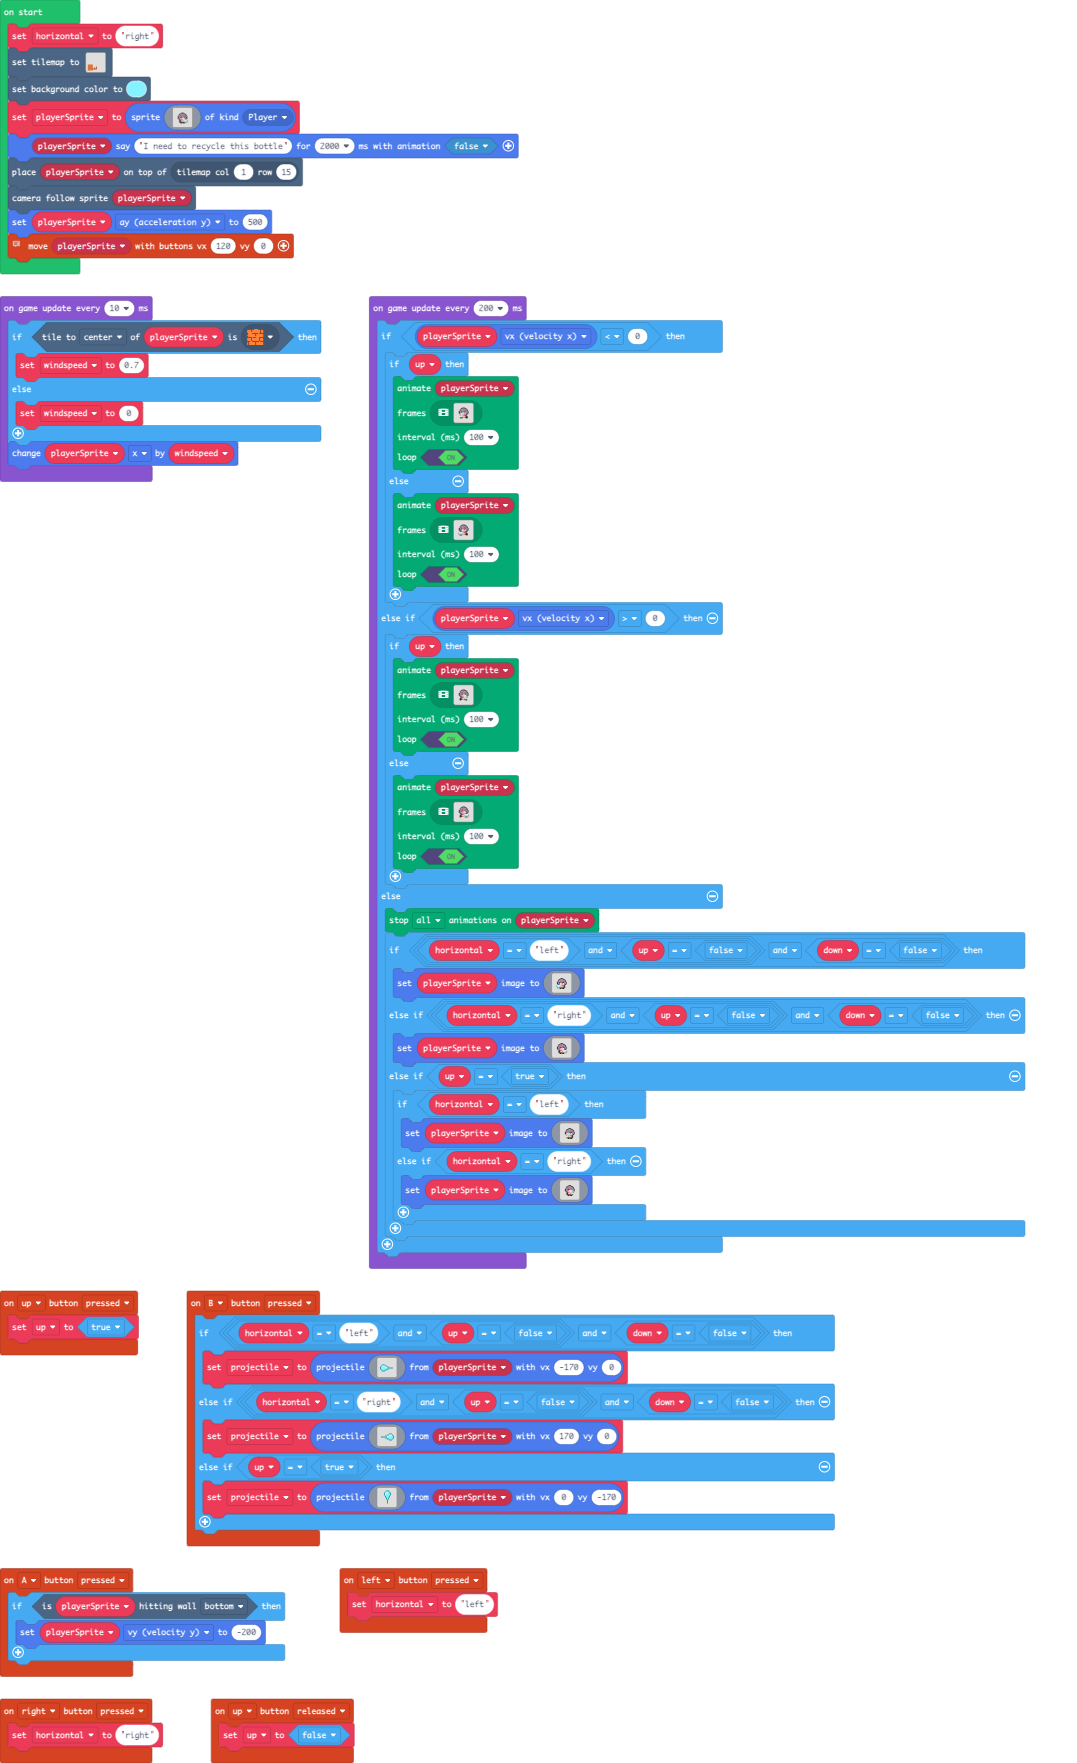 on start
set horizontal to "right"
set tilemap to
set background color to
set playerSprite to sprite of kind Player
playerSprite say "I need to recycle this bottle" for 2000 ms with animation false
place playerSprite on top of tilemap col 1 row 15
camera follow sprite playerSprite
set playerSprite ay (acceleration y) to 500
move playerSprite with buttons vx 120 vy 0
on game update every 10 ms
if tile to center of playerSprite is then
set windspeed to 0.7
else
set windspeed to 0
change playerSprite x by windspeed
on game update every 200 ms
if playerSprite vx (velocity x) < 0 then
if up then
animate playerSprite
frames
interval (ms) 100
loop ON
else
animate playerSprite
frames
interval (ms) 100
loop ON
else if playerSprite vx (velocity x) > 0 then
if up then
animate playerSprite
frames
interval (ms) 100
loop ON
else
animate playerSprite
frames
interval (ms) 100
loop ON
else
stop all animations on playerSprite
if horizontal = "left" and up = false and down = false then
set playerSprite image to
else if horizontal = "right" and up = false and down = false then
set playerSprite image to
else if up = true then
if horizontal = "left" then
set playerSprite image to
else if horizontal = "right" then
set playerSprite image to
on up button pressed
set up to true
on B button pressed
if horizontal = "left" and up = false and down = false then
set projectile to projectile from playerSprite with vx -170 vy 0
else if horizontal = "right" and up = false and down = false then
set projectile to projectile from playerSprite with vx 170 vy 0
else if up = true then
set projectile to projectile from playerSprite with vx 0 vy -170
on A button pressed
if is playerSprite hitting wall bottom then
set playerSprite vy (velocity y) to -200
on left button pressed
set horizontal to "left"
on right button pressed
set horizontal to "right"
on up button released
set up to false